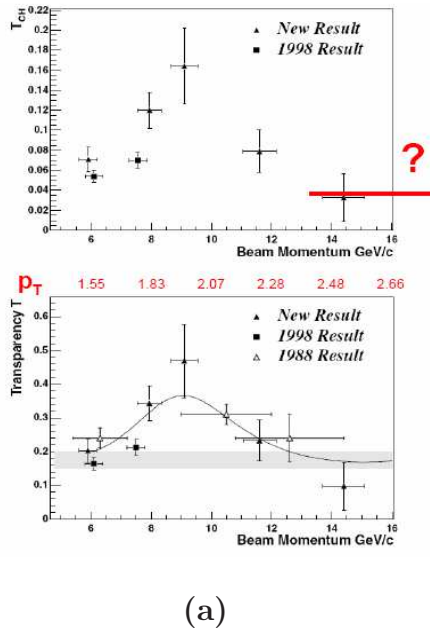 T_CH
0.22
0.2
0.18
0.16
0.14
0.12
0.1
0.08
0.06
0.04
0.02
0
New Result
1998 Result
?
6 8 10 12 14 16
Beam Momentum GeV/c
p_T 1.55 1.83 2.07 2.28 2.48 2.66
Transparency T
0.6
0.5
0.4
0.3
0.2
0.1
0
New Result
1998 Result
1988 Result
6 8 10 12 14 16
Beam Momentum GeV/c
(a)